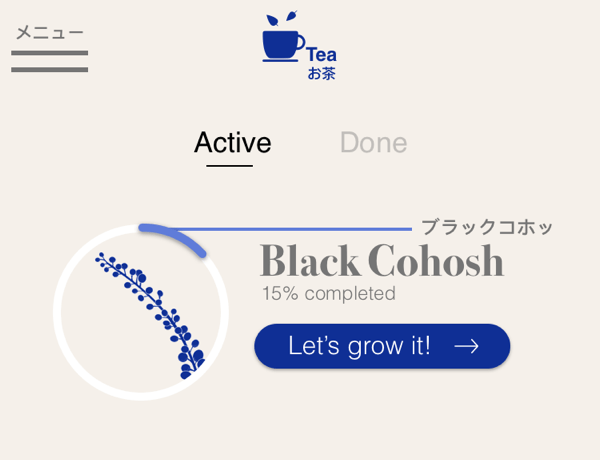 メニュー
Tea
お茶
Active Done
ブラックコホッ
Black Cohosh
15% completed
Let's grow it! →